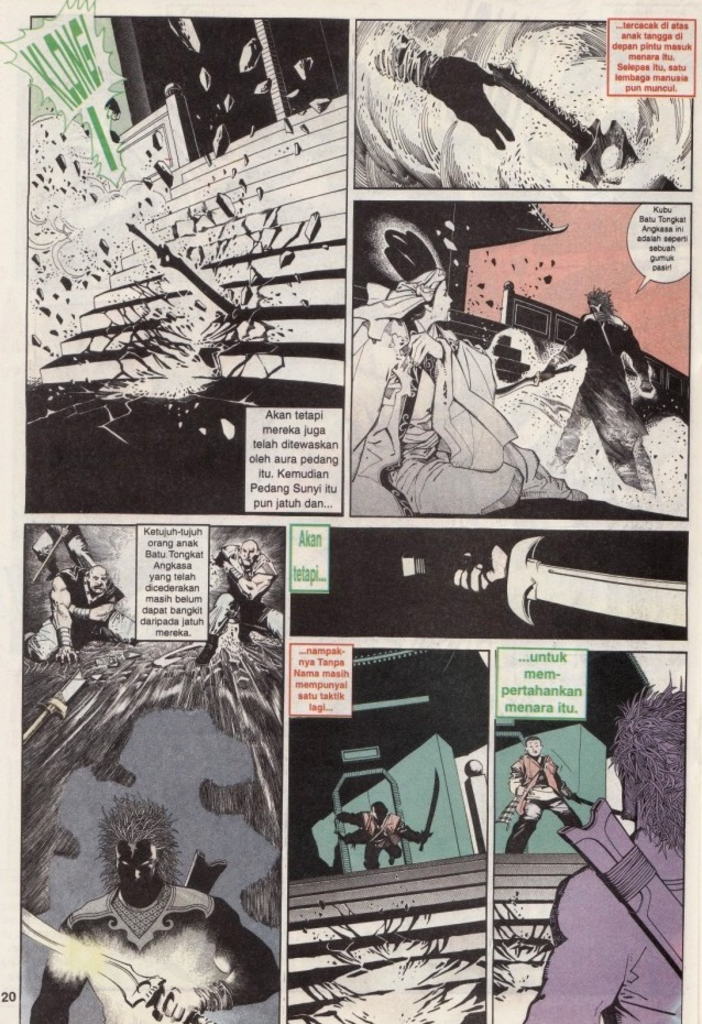 KLONG!
Akan tetapi
mereka juga
telah ditewaskan
oleh aura pedang
itu. Kemudian
Pedang Sunyi itu
pun jatuh dan...
...tercacak di atas
anak tangga di
depan pintu masuk
menara itu.
Selepas itu, satu
lembaga manusia
pun muncul.
Kubu
Batu Tongkat
Angkasa ini
adalah seperti
sebuah
gumuk
pasir!
Ketujuh-tujuh
orang anak
Batu Tongkat
Angkasa
yang telah
dicederakan
masih belum
dapat bangkit
daripada jatuh
mereka.
Akan
tetapi...
...nampak-
nya Tanpa
Nama masih
mempunyai
satu taktik
lagi...
...untuk
mem-
pertahankan
menara itu.
20